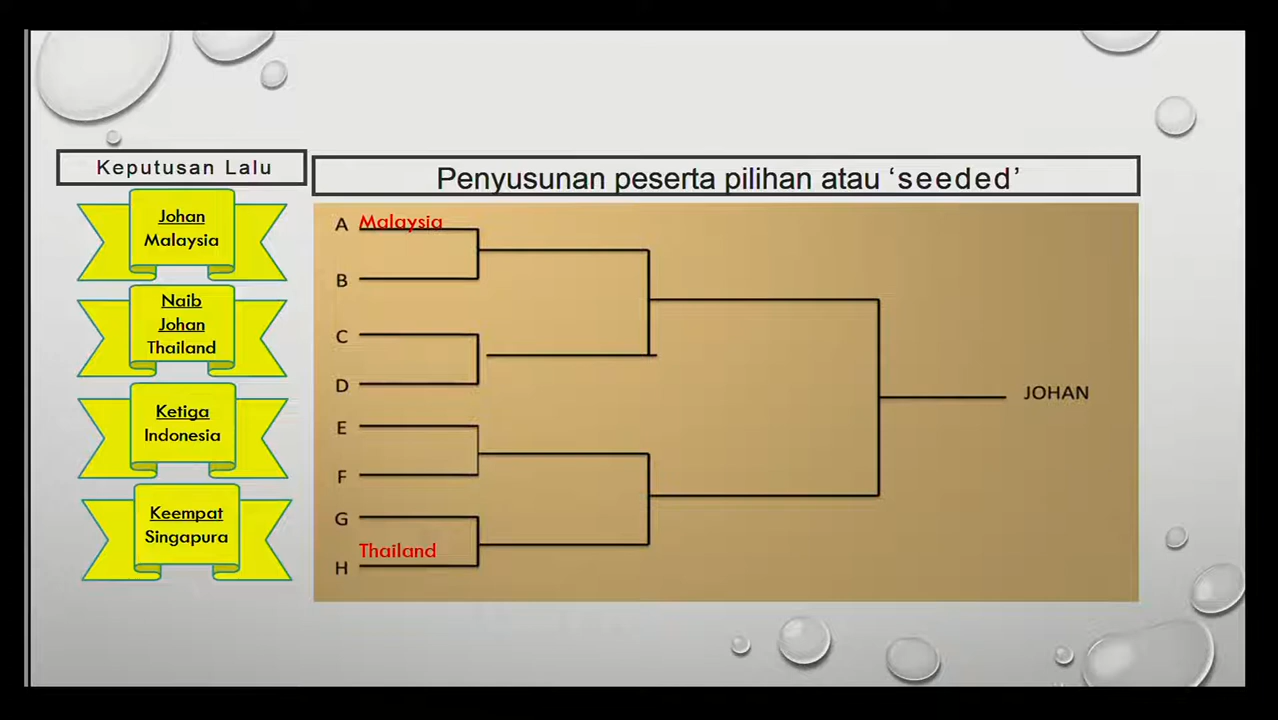 Keputusan Lalu
Johan
Malaysia
Naib
Johan
Thailand
Ketiga
Indonesia
Keempat
Singapura
Penyusunan peserta pilihan atau ‘seeded’
A Malaysia
B
C
D
E
F
G
Thailand
H
JOHAN